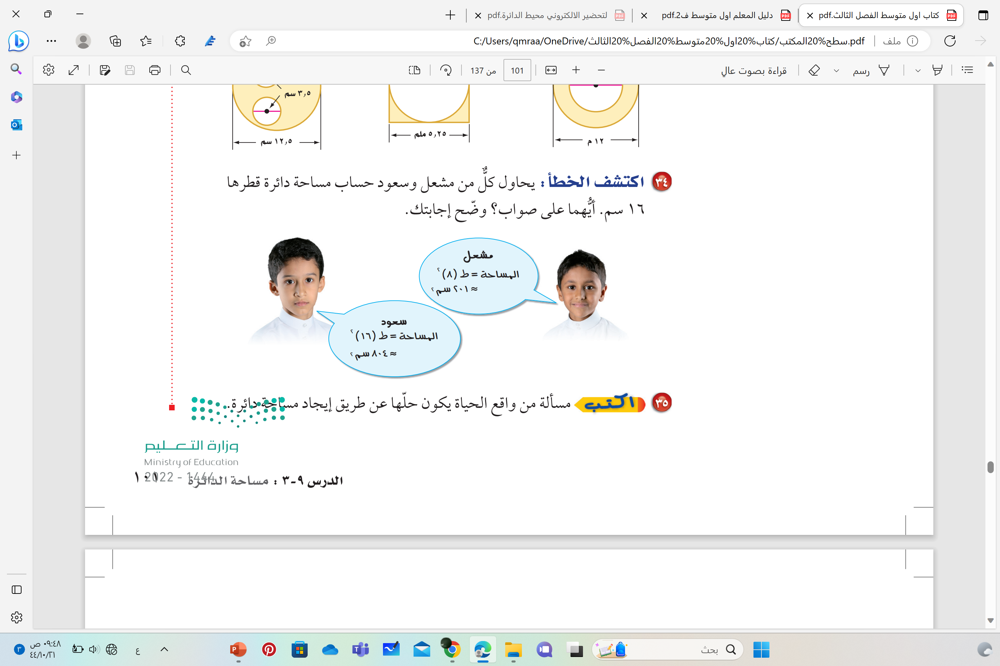 كتاب اول متوسط الفصل الثالث.pdf
دليل المعلم اول متوسط ف2.pdf
لتحضير الالكتروني محيط الدائرة.pdf
ملف
C:/Users/qmraa/OneDrive/سطح%20المكتب/كتاب%20اول%20متوسط%20الفصل%20الثالث.pdf
رسم
قراءة بصوت عالٍ
101
من 137
٣,٥ سم
١٢ م
٥,٢٥ ملم
١٢,٥ سم
٣٤ اكتشف الخطأ : يحاول كلٌّ من مشعل وسعود حساب مساحة دائرة قطرها
١٦ سم. أيُّهما على صواب؟ وضّح إجابتك.
مشعل
المساحة = ط (٨)٢
≈ ٢٠١ سم٢
سعود
المساحة = ط (١٦)٢
≈ ٨٠٤ سم٢
٣٥ اكتب مسألة من واقع الحياة يكون حلّها عن طريق إيجاد مساحة دائرة.
وزارة التعـــليم
Ministry of Education
2022 - 1444
الدرس ٩-٣ : مساحة الدائرة ١٠١
بحث
ع
٠٩:٤٨ ص
٤٤/١٠/٢١
٣